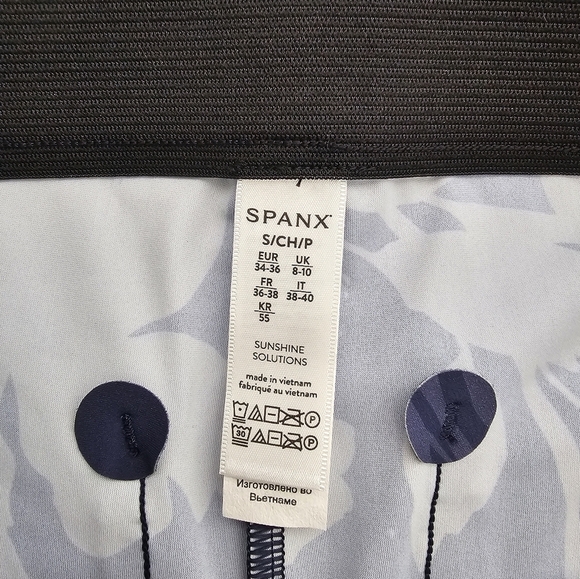 SPANX®
S/CH/P
EUR UK
34-36 8-10
FR IT
36-38 38-40
KR
55
SUNSHINE
SOLUTIONS
made in vietnam
fabriqué au vietnam
P
30 P
Изготовлено во
Вьетнаме